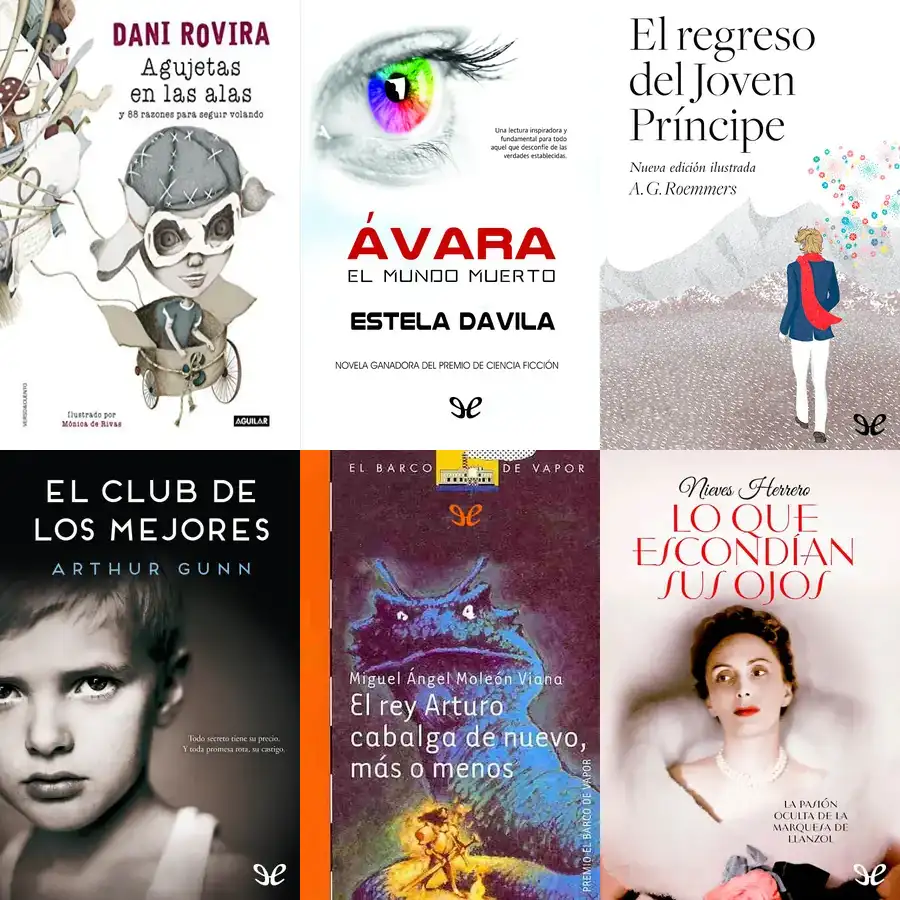 DANI ROVIRA
Agujetas
en las alas
y 88 razones para seguir volando
VERSO&CUENTO
Ilustrado por
Mónica de Rivas
AGUILAR
Una lectura inspiradora y
fundamental para todo
aquel que desconfíe de las
verdades establecidas.
ÁVARA
EL MUNDO MUERTO
ESTELA DAVILA
NOVELA GANADORA DEL PREMIO DE CIENCIA FICCIÓN
El regreso
del Joven
Príncipe
Nueva edición ilustrada
A.G. Roemmers
EL CLUB DE
LOS MEJORES
ARTHUR GUNN
Todo secreto tiene su precio.
Y toda promesa rota, su castigo.
EL BARCO DE VAPOR
Miguel Ángel Moleón Viana
El rey Arturo
cabalga de nuevo,
más o menos
PREMIO EL BARCO DE VAPOR
Nieves Herrero
LO QUE
ESCONDÍAN
SUS OJOS
LA PASIÓN
OCULTA DE LA
MARQUESA DE
LLANZOL